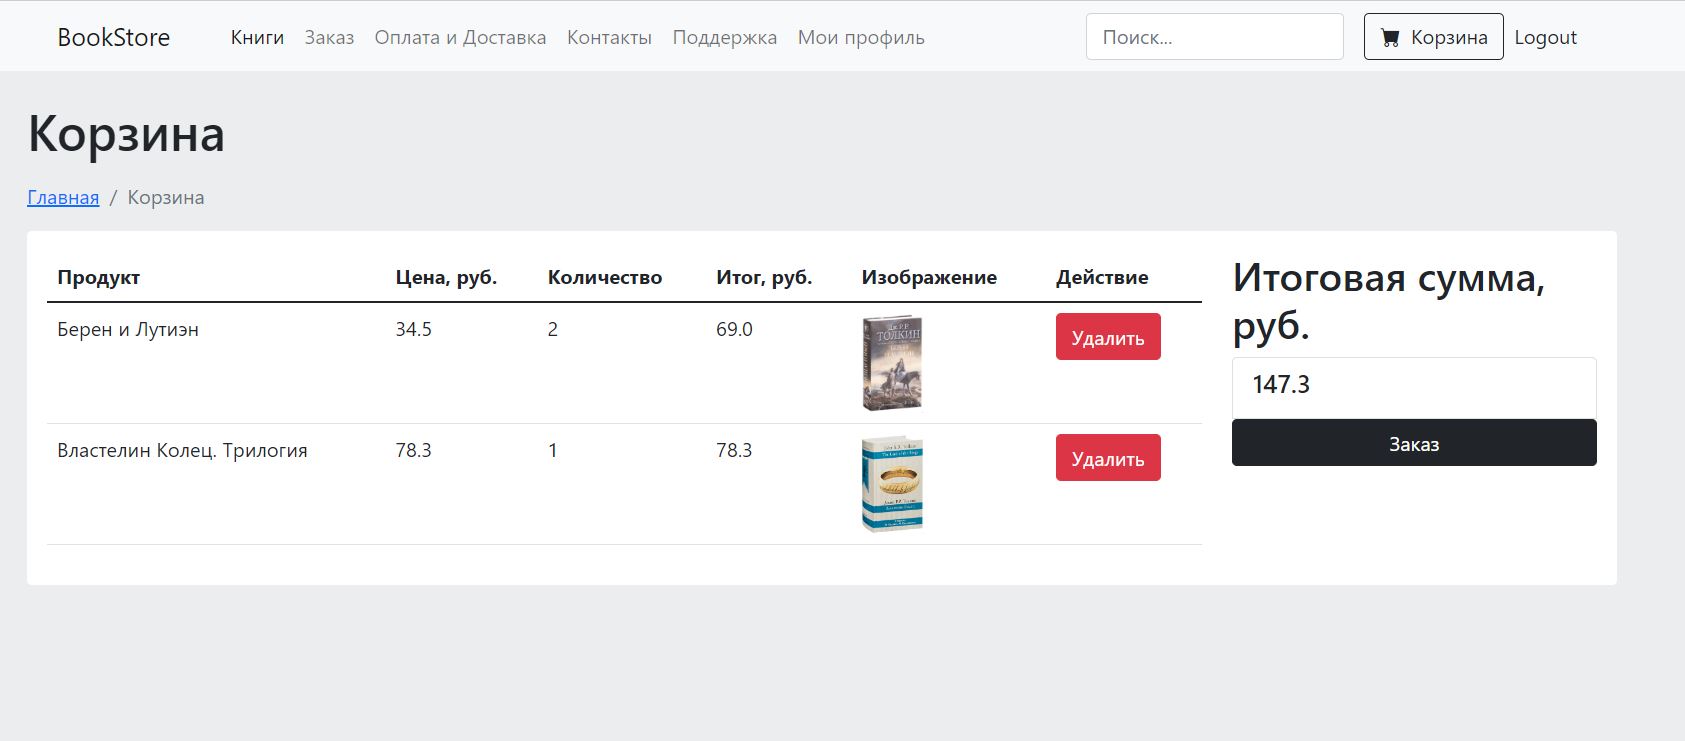 BookStore Книги Заказ Оплата и Доставка Контакты Поддержка Мои профиль Поиск... Корзина Logout
Корзина
Главная / Корзина
Продукт Цена, руб. Количество Итог, руб. Изображение Действие
Берен и Лутиэн 34.5 2 69.0 Удалить
ТОЛКИН
Властелин Колец. Трилогия 78.3 1 78.3 Удалить
Итоговая сумма,
руб.
147.3
Заказ